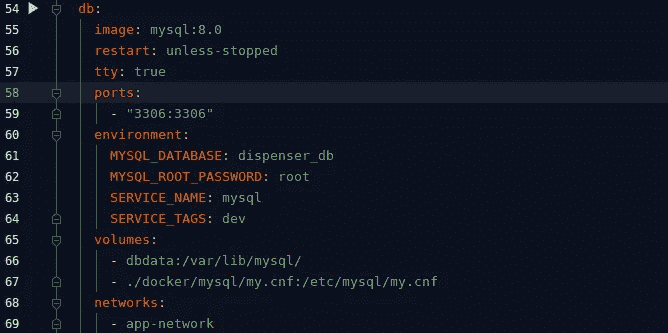 54 db:
55 image: mysql:8.0
56 restart: unless-stopped
57 tty: true
58 ports:
59 - "3306:3306"
60 environment:
61 MYSQL_DATABASE: dispenser_db
62 MYSQL_ROOT_PASSWORD: root
63 SERVICE_NAME: mysql
64 SERVICE_TAGS: dev
65 volumes:
66 - dbdata:/var/lib/mysql/
67 - ./docker/mysql/my.cnf:/etc/mysql/my.cnf
68 networks:
69 - app-network